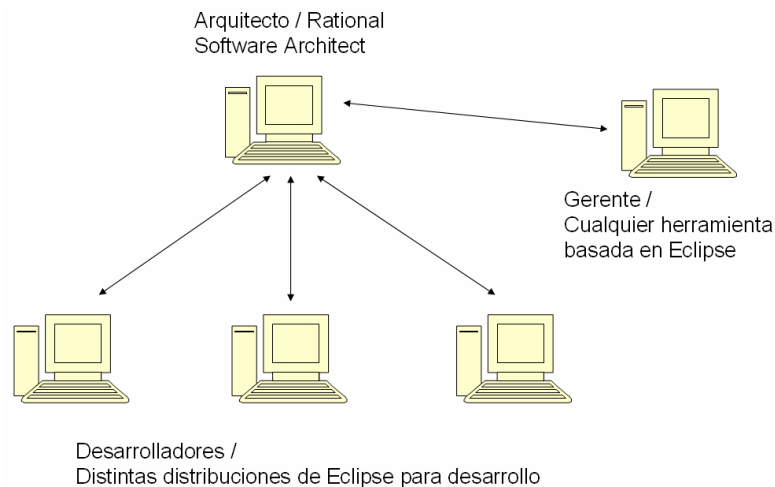 Arquitecto / Rational
Software Architect
Gerente /
Cualquier herramienta
basada en Eclipse
Desarrolladores /
Distintas distribuciones de Eclipse para desarrollo